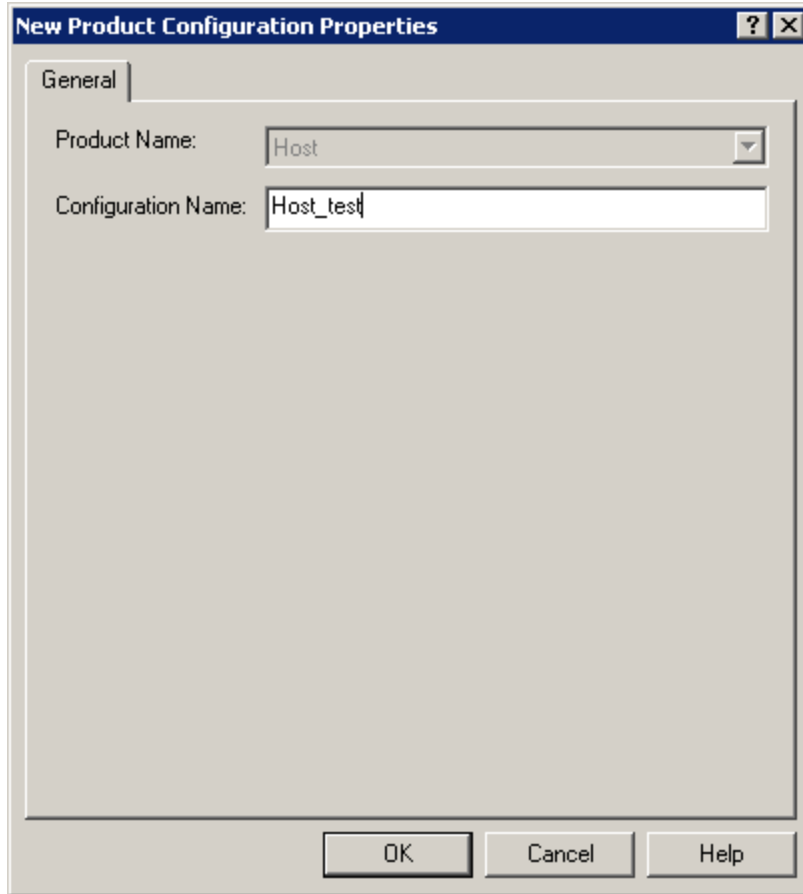 New Product Configuration Properties
General
Product Name: Host
Configuration Name: Host_test
OK Cancel Help